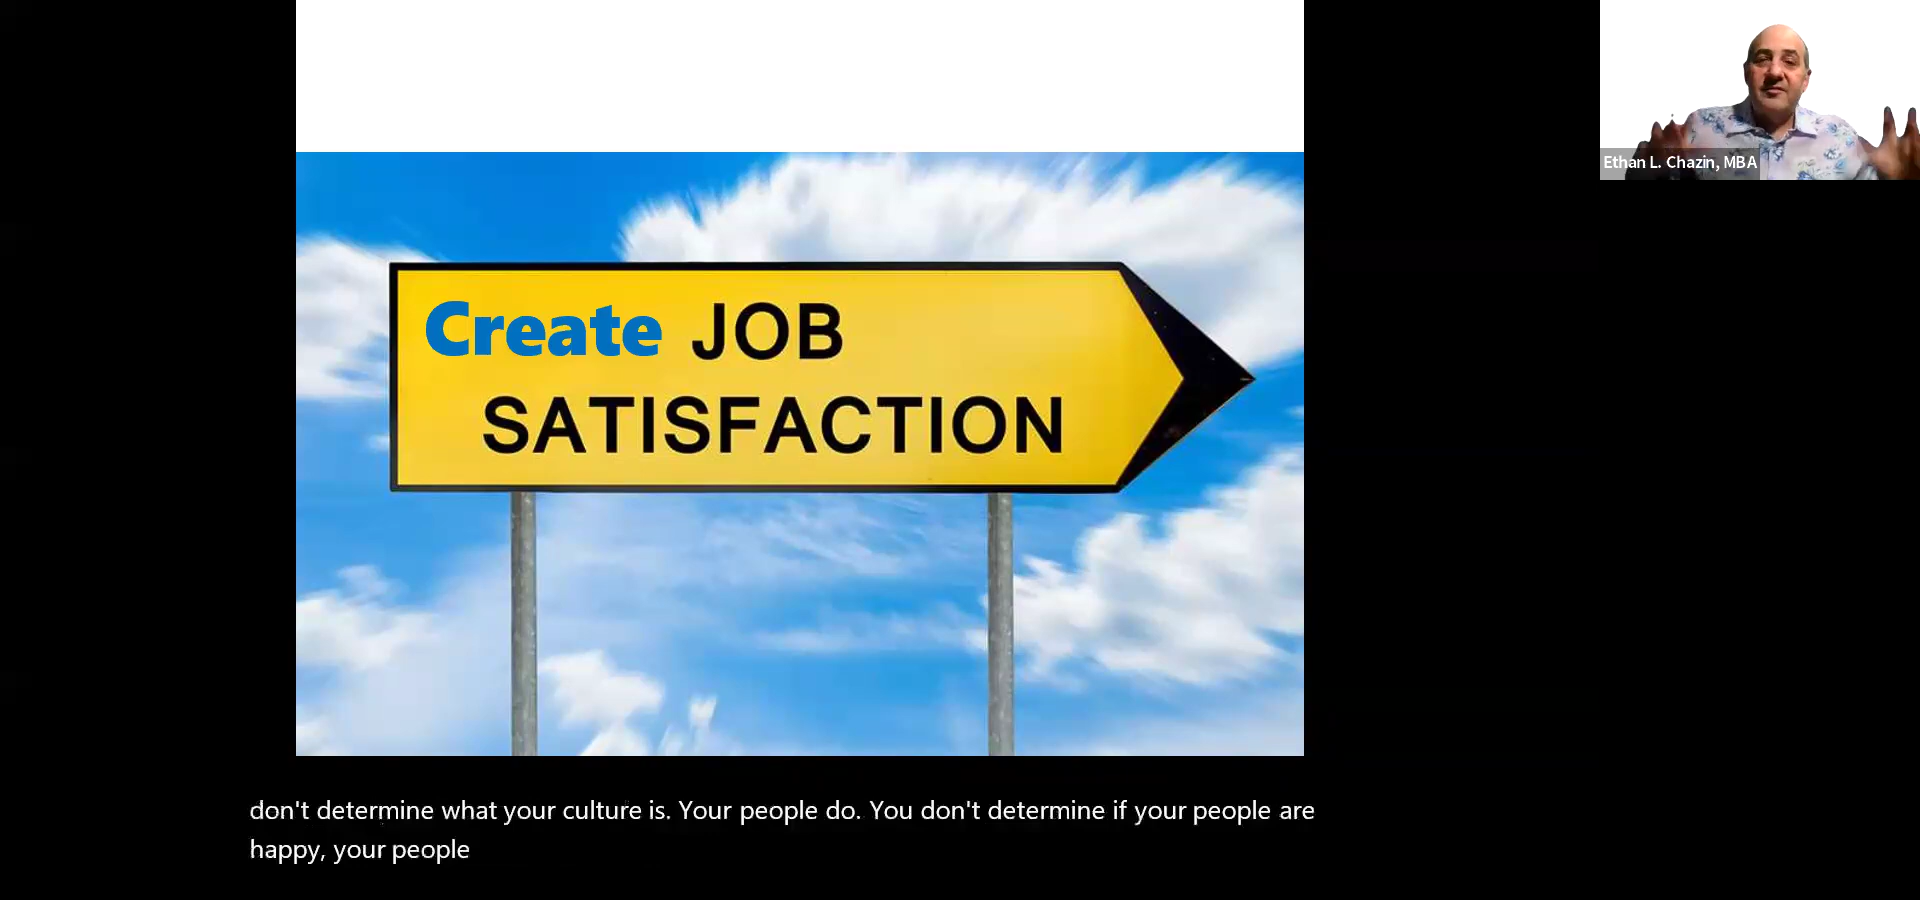 Create JOB
SATISFACTION
Ethan L. Chazin, MBA
don't determine what your culture is. Your people do. You don't determine if your people are
happy, your people